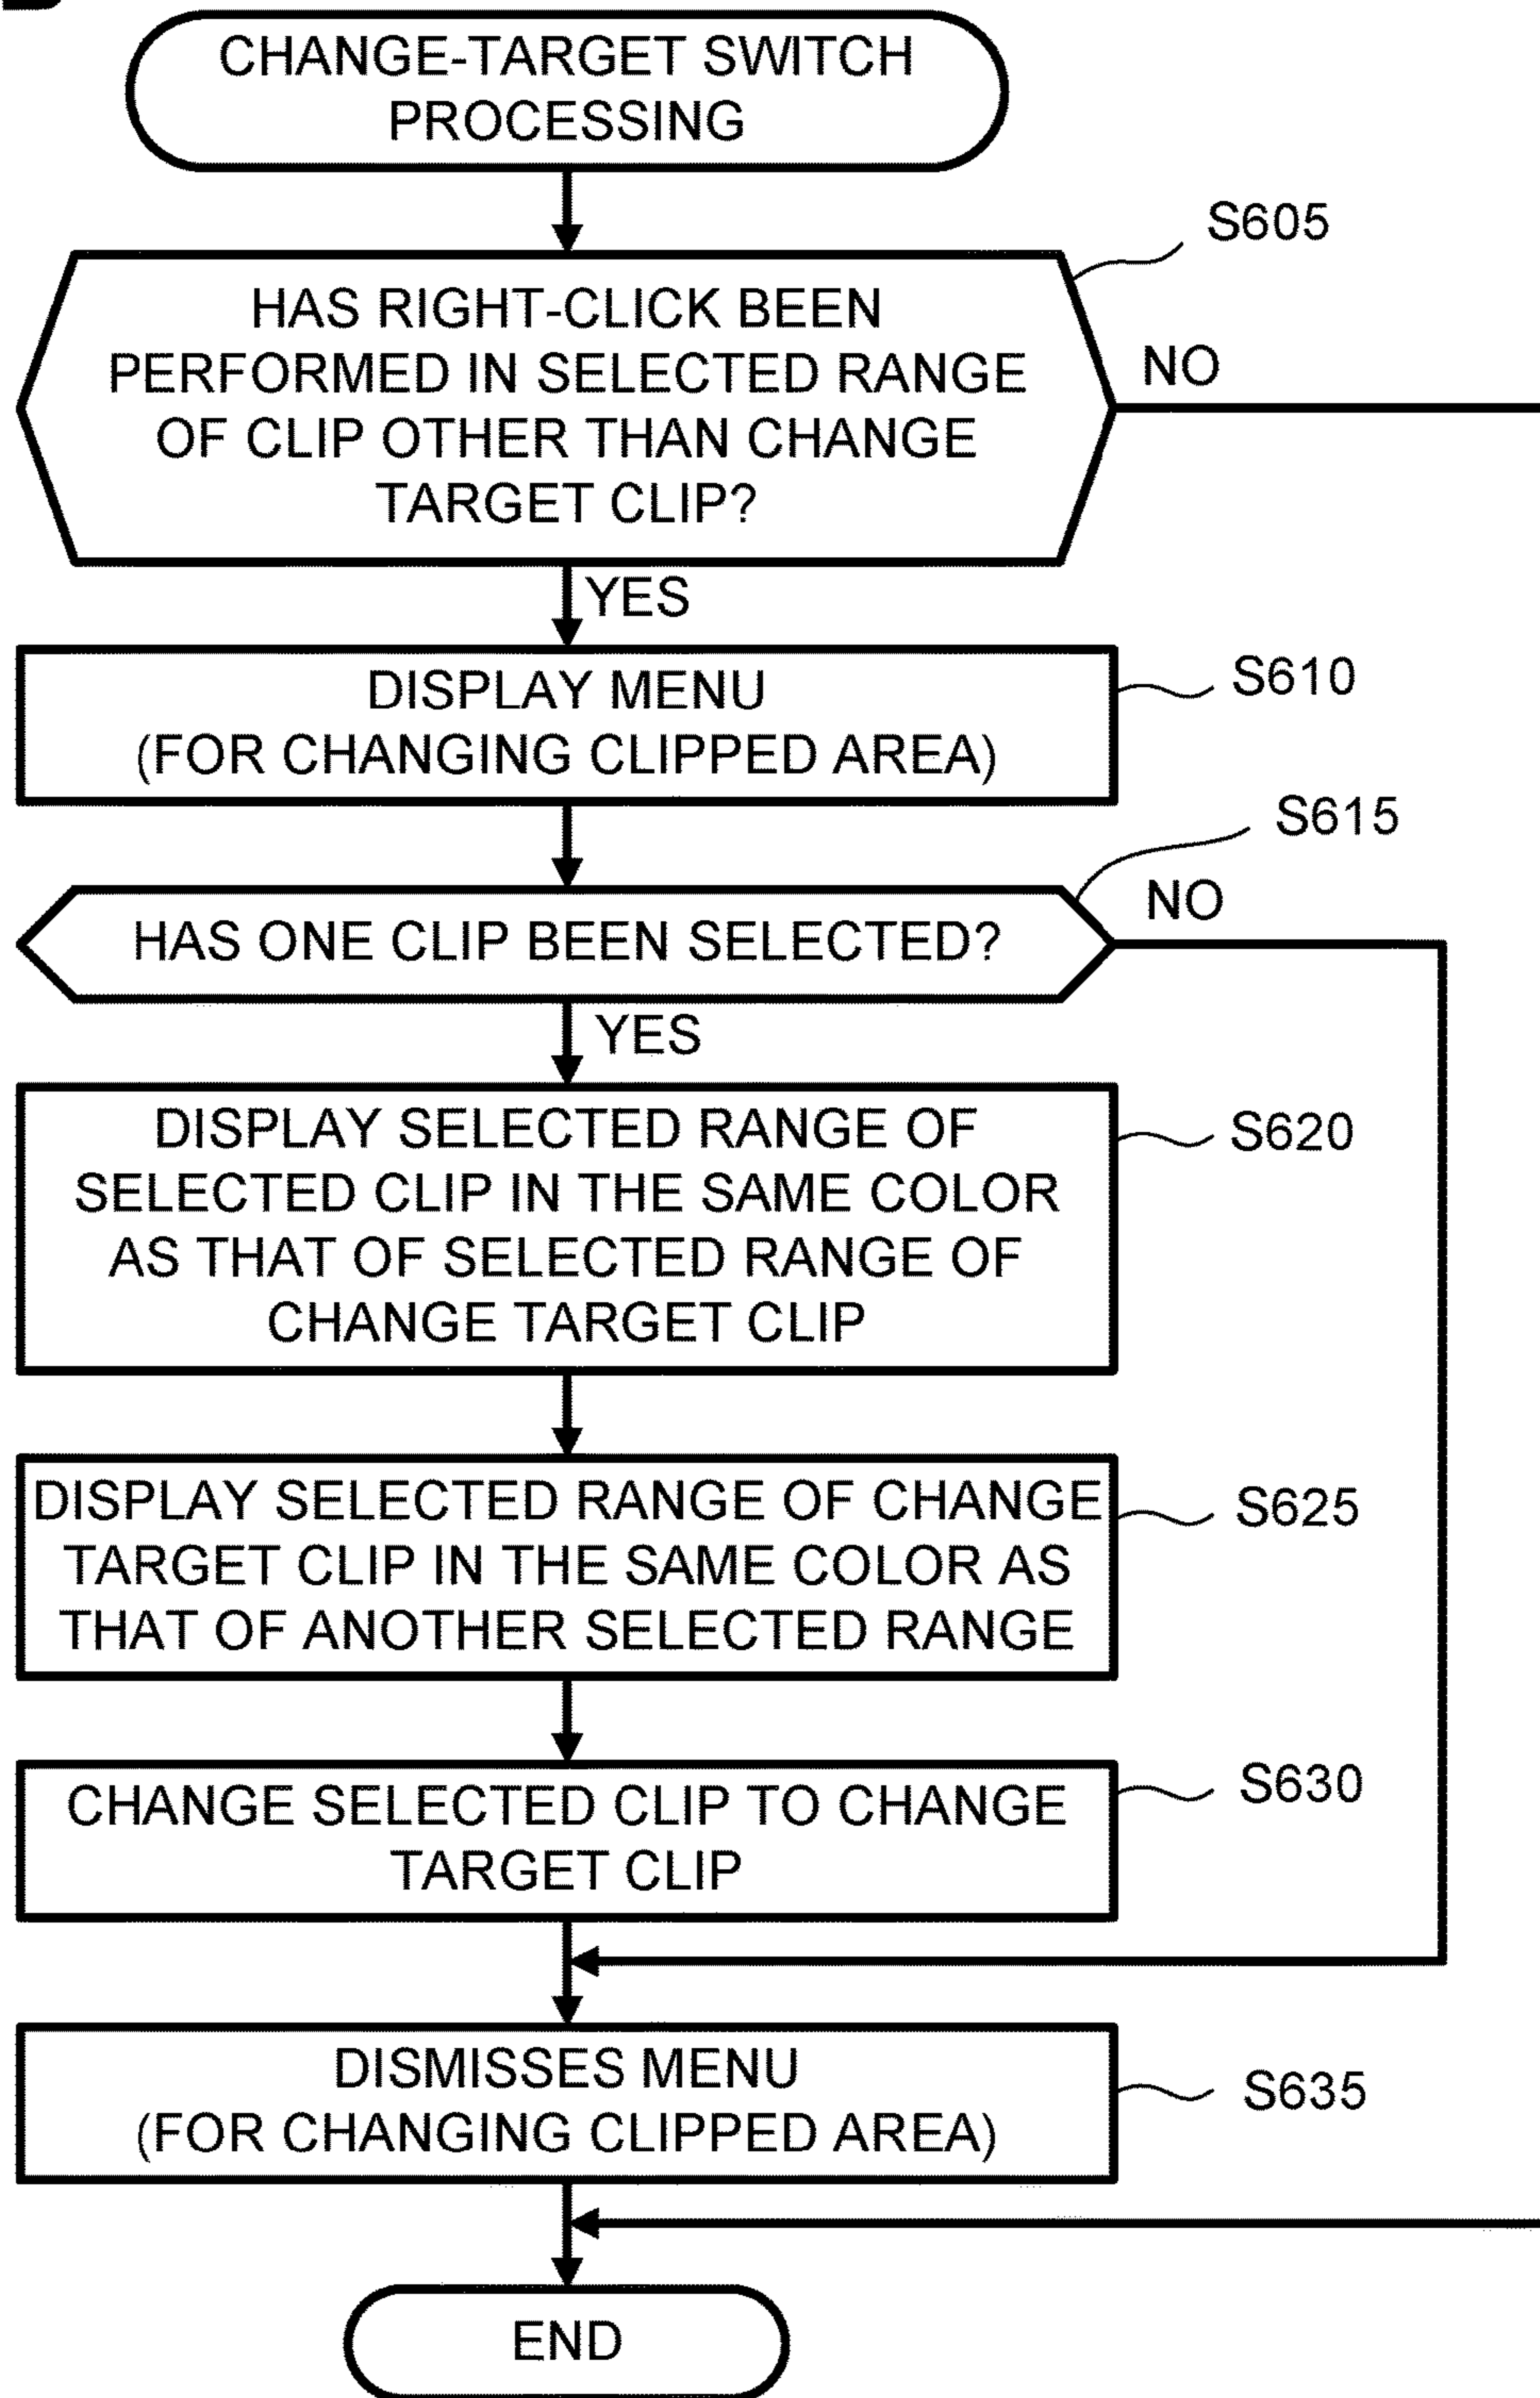 CHANGE-TARGET SWITCH
PROCESSING
S605
HAS RIGHT-CLICK BEEN
PERFORMED IN SELECTED RANGE
OF CLIP OTHER THAN CHANGE
TARGET CLIP?
NO
YES
DISPLAY MENU
(FOR CHANGING CLIPPED AREA)
S610
S615
HAS ONE CLIP BEEN SELECTED?
NO
YES
DISPLAY SELECTED RANGE OF
SELECTED CLIP IN THE SAME COLOR
AS THAT OF SELECTED RANGE OF
CHANGE TARGET CLIP
S620
DISPLAY SELECTED RANGE OF CHANGE
TARGET CLIP IN THE SAME COLOR AS
THAT OF ANOTHER SELECTED RANGE
S625
CHANGE SELECTED CLIP TO CHANGE
TARGET CLIP
S630
DISMISSES MENU
(FOR CHANGING CLIPPED AREA)
S635
END